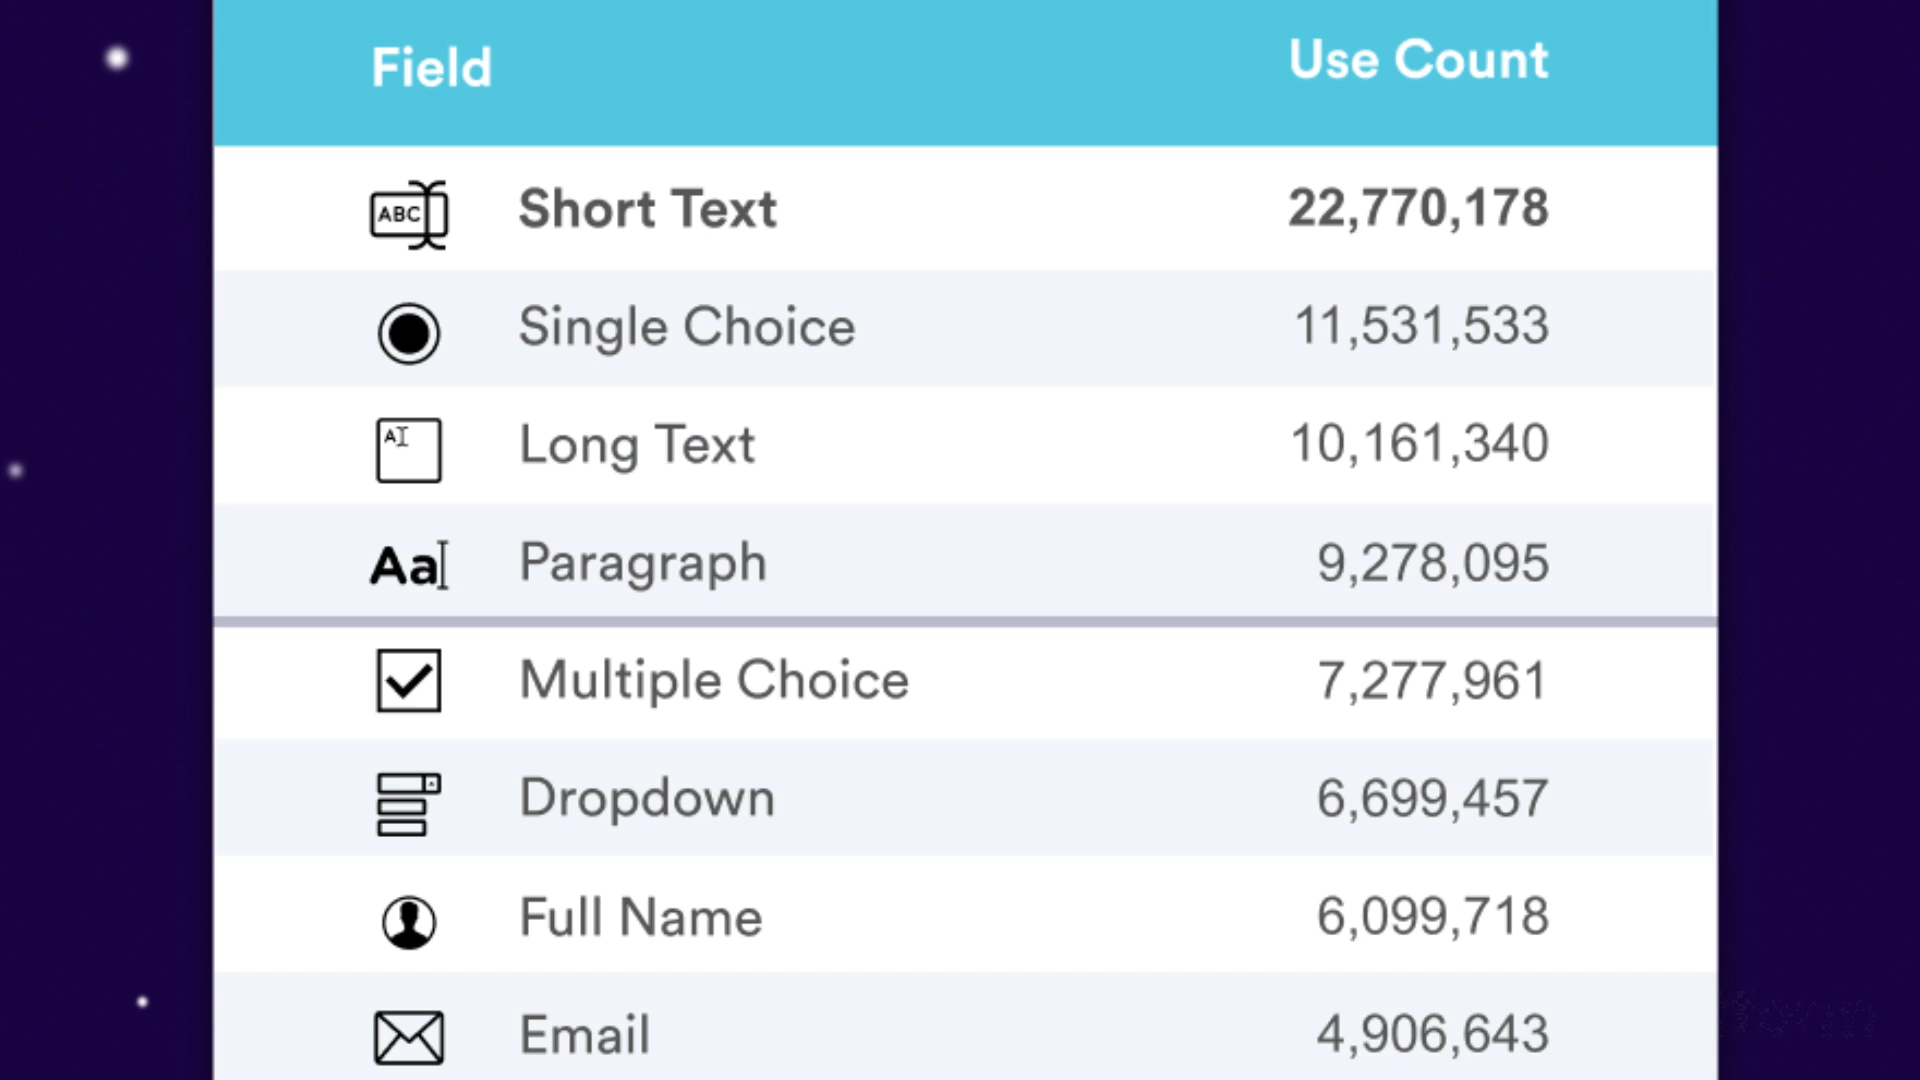 Field Use Count
ABC Short Text 22,770,178
Single Choice 11,531,533
A Long Text 10,161,340
Aa Paragraph 9,278,095
Multiple Choice 7,277,961
Dropdown 6,699,457
Full Name 6,099,718
Email 4,906,643